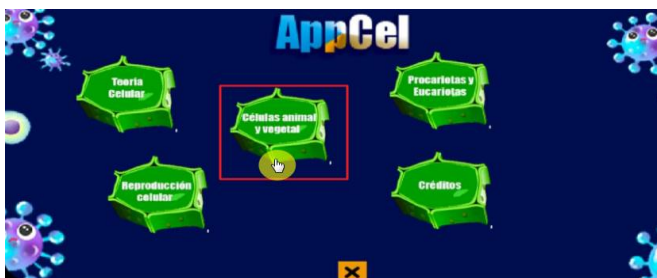 AppCel
Teoría
Celular
Células animal
y vegetal
Procariotas y
Eucariotas
Reproducción
celular
Créditos